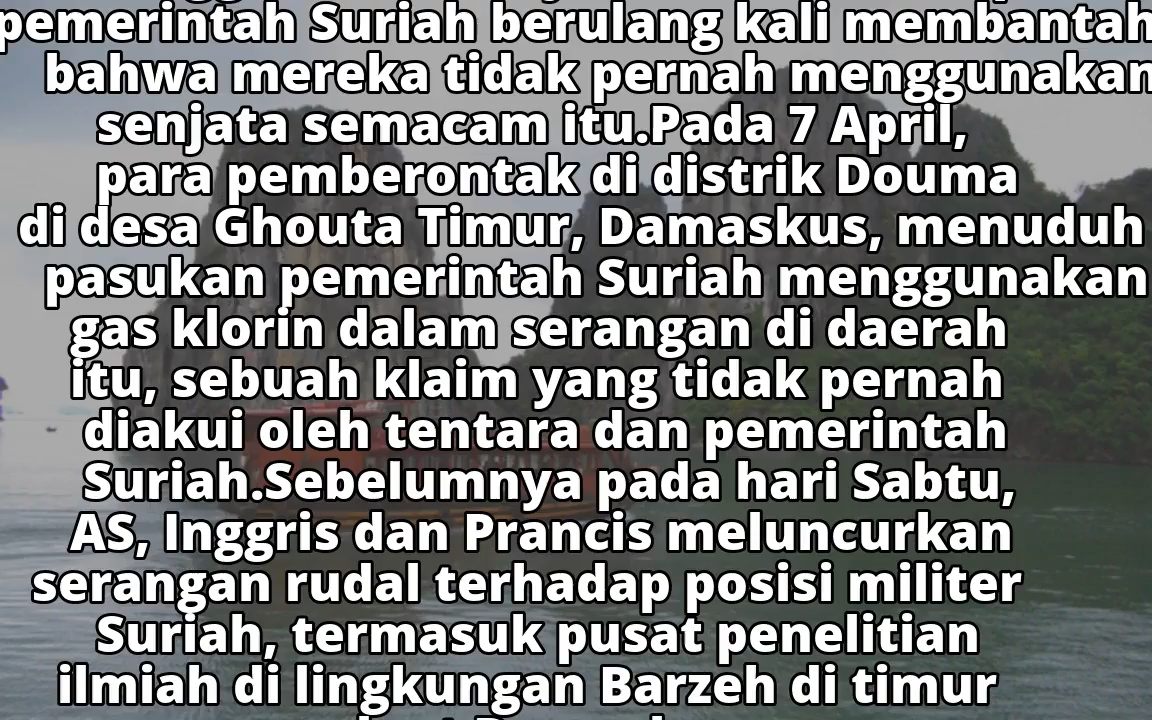 pemerintah Suriah berulang kali membantah
bahwa mereka tidak pernah menggunakan
senjata semacam itu.Pada 7 April,
para pemberontak di distrik Douma
di desa Ghouta Timur, Damaskus, menuduh
pasukan pemerintah Suriah menggunakan
gas klorin dalam serangan di daerah
itu, sebuah klaim yang tidak pernah
diakui oleh tentara dan pemerintah
Suriah.Sebelumnya pada hari Sabtu,
AS, Inggris dan Prancis meluncurkan
serangan rudal terhadap posisi militer
Suriah, termasuk pusat penelitian
ilmiah di lingkungan Barzeh di timur